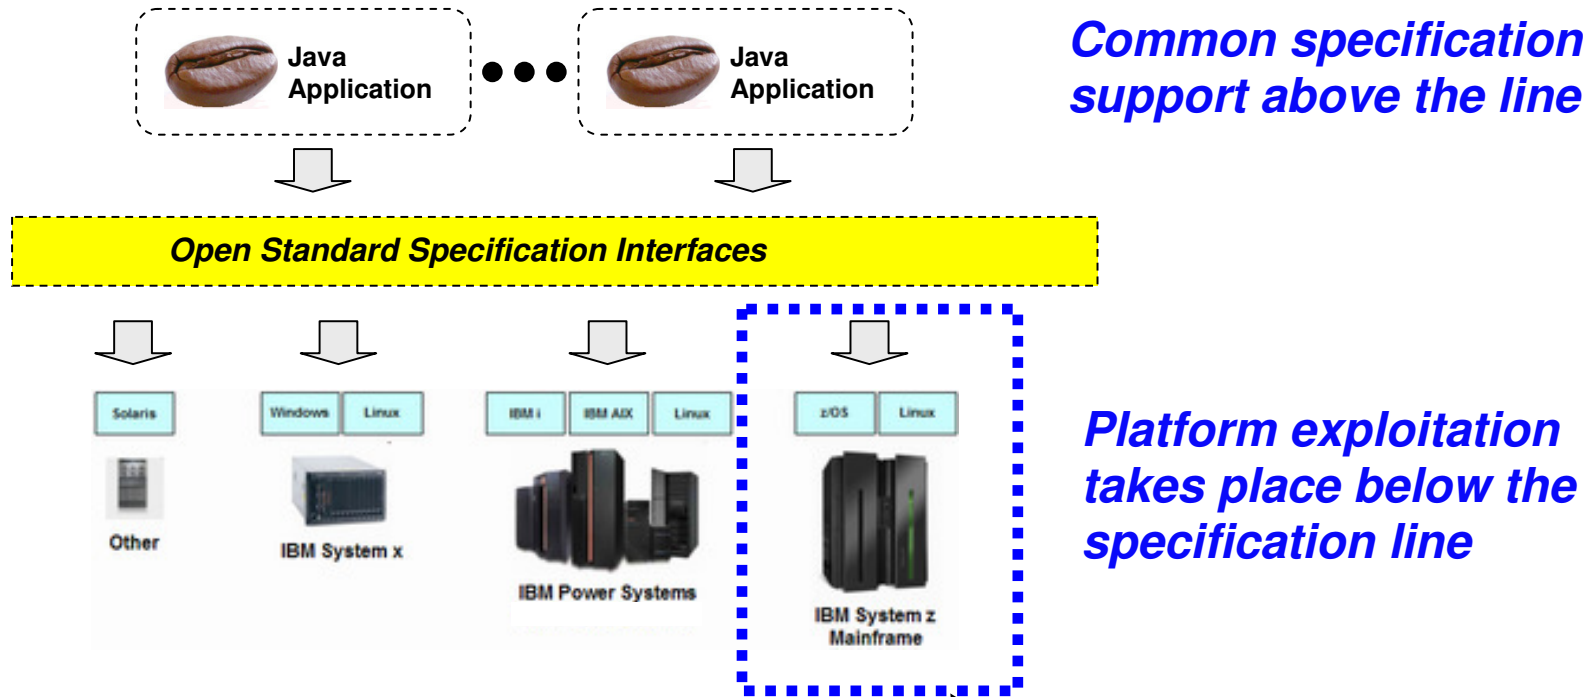 Java
Application
Java
Application
Common specification
support above the line
Open Standard Specification Interfaces
Solaris
Windows
Linux
IBM i
IBM AIX
Linux
z/OS
Linux
Other
IBM System x
IBM Power Systems
IBM System z
Mainframe
Platform exploitation
takes place below the
specification line